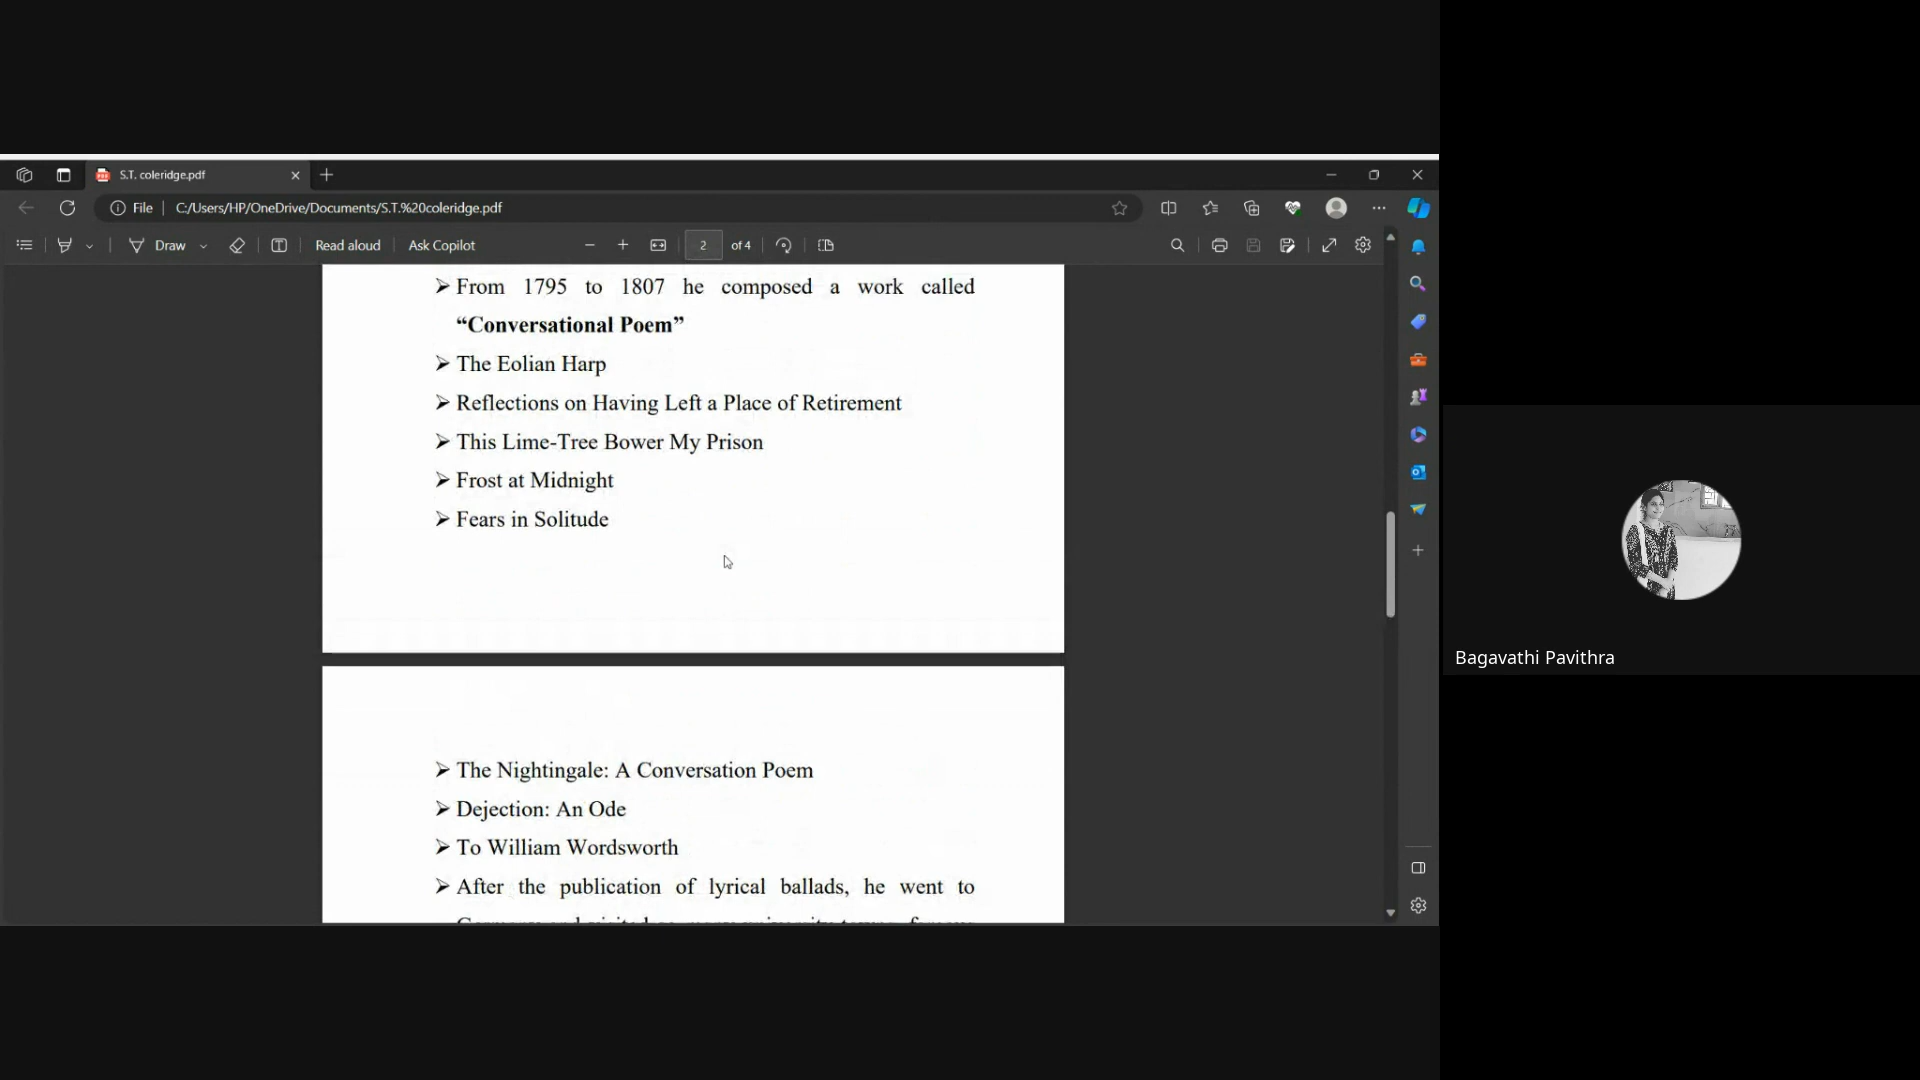 S.T. coleridge.pdf
File
C:/Users/HP/OneDrive/Documents/S.T.%20coleridge.pdf
Draw
Read aloud
Ask Copilot
2 of 4
➢ From 1795 to 1807 he composed a work called
“Conversational Poem”
➢ The Eolian Harp
➢ Reflections on Having Left a Place of Retirement
➢ This Lime-Tree Bower My Prison
➢ Frost at Midnight
➢ Fears in Solitude
➢ The Nightingale: A Conversation Poem
➢ Dejection: An Ode
➢ To William Wordsworth
➢ After the publication of lyrical ballads, he went to
Bagavathi Pavithra